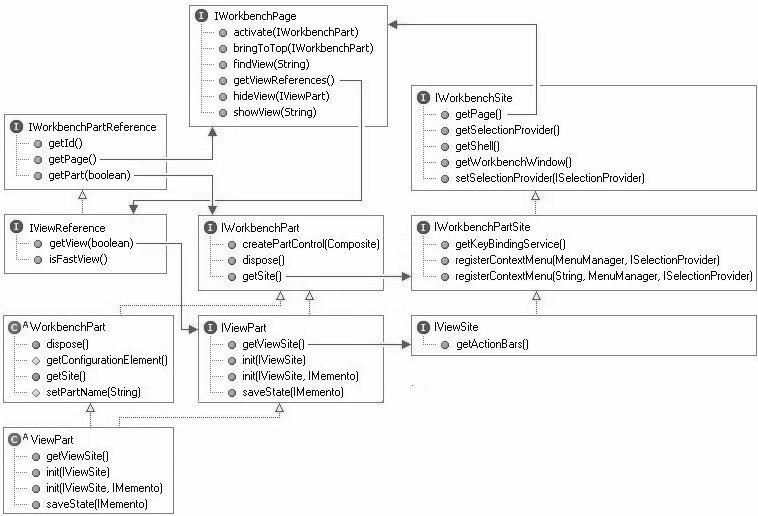 I IWorkbenchPage
activate(IWorkbenchPart)
bringToTop(IWorkbenchPart)
findView(String)
getViewReferences()
hideView(IViewPart)
showView(String)
I IWorkbenchSite
getPage()
getSelectionProvider()
getShell()
getWorkbenchWindow()
setSelectionProvider(ISelectionProvider)
I IWorkbenchPartReference
getId()
getPage()
getPart(boolean)
I IViewReference
getView(boolean)
isFastView()
I IWorkbenchPart
createPartControl(Composite)
dispose()
getSite()
I IWorkbenchPartSite
getKeyBindingService()
registerContextMenu(MenuManager, ISelectionProvider)
registerContextMenu(String, MenuManager, ISelectionProvider)
C A WorkbenchPart
dispose()
getConfigurationElement()
getSite()
setPartName(String)
I IViewPart
getViewSite()
init(IViewSite)
init(IViewSite, IMemento)
saveState(IMemento)
I IViewSite
getActionBars()
C A ViewPart
getViewSite()
init(IViewSite)
init(IViewSite, IMemento)
saveState(IMemento)